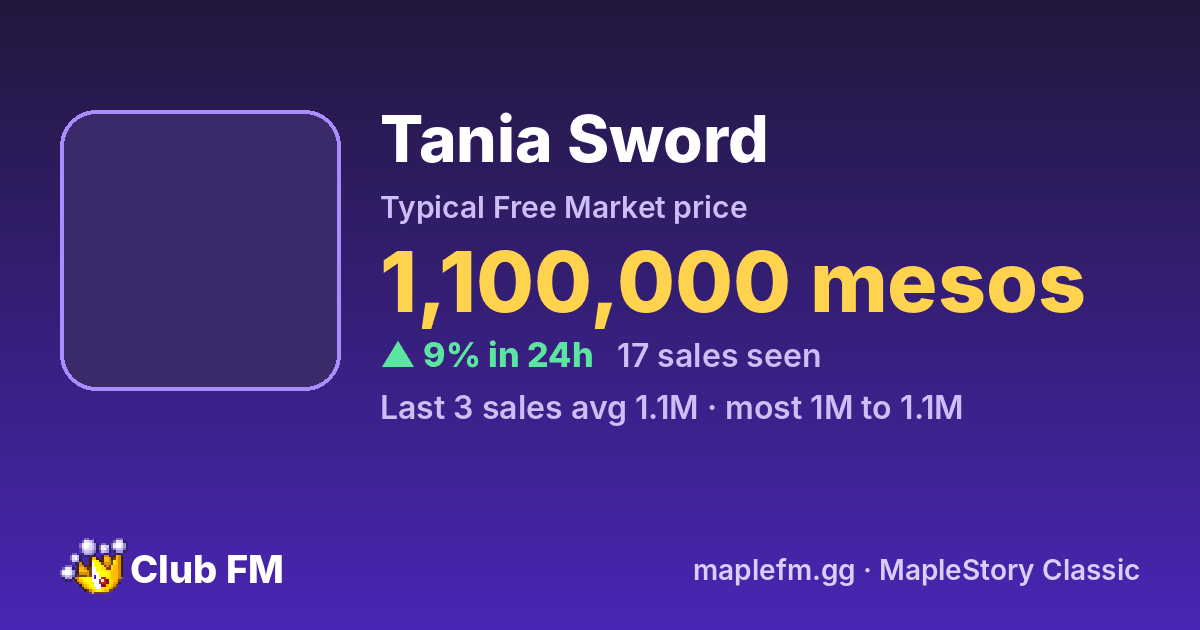 Tania Sword
Typical Free Market price
1,100,000 mesos
▲ 9% in 24h 17 sales seen
Last 3 sales avg 1.1M · most 1M to 1.1M
Club FM
maplefm.gg · MapleStory Classic